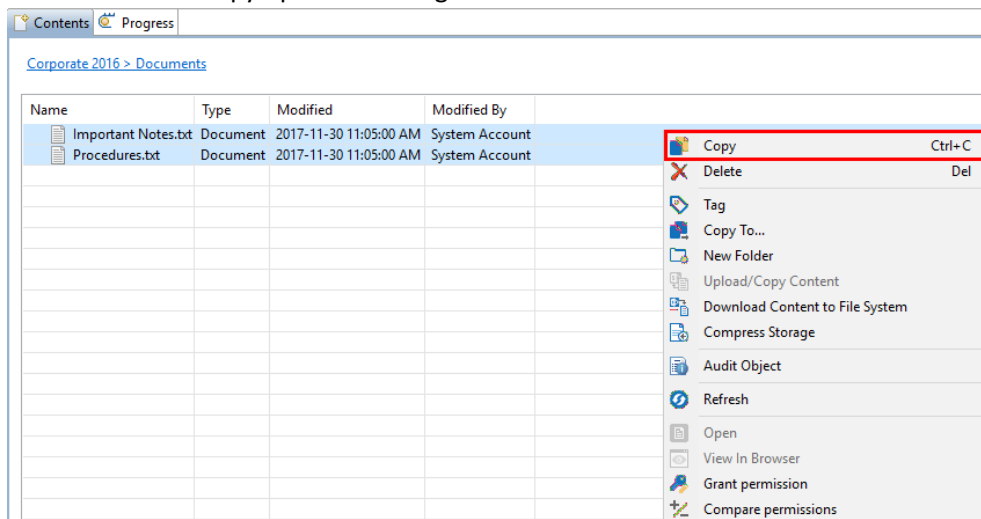 Contents Progress
Corporate 2016 > Documents
Name Type Modified Modified By
Important Notes.txt Document 2017-11-30 11:05:00 AM System Account
Procedures.txt Document 2017-11-30 11:05:00 AM System Account
Copy Ctrl+C
Delete Del
Tag
Copy To...
New Folder
Upload/Copy Content
Download Content to File System
Compress Storage
Audit Object
Refresh
Open
View In Browser
Grant permission
Compare permissions